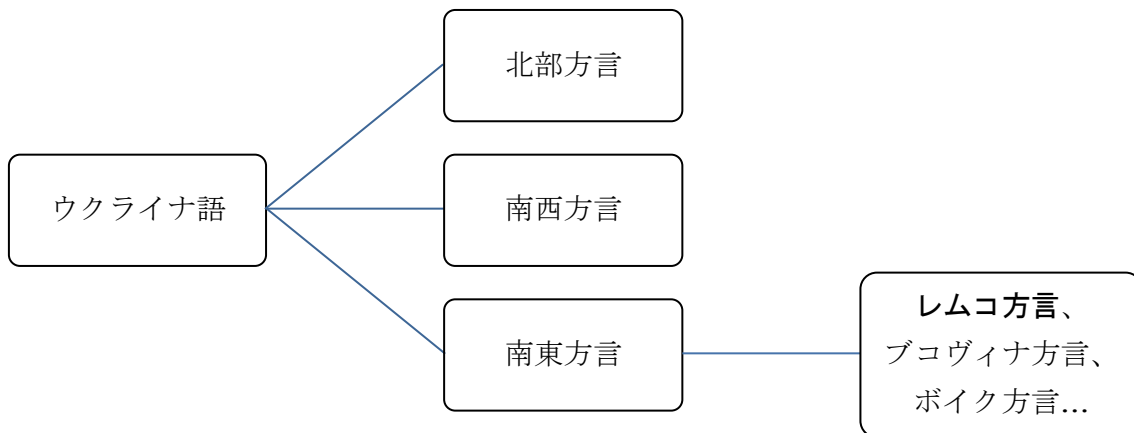 北部方言
ウクライナ語
南西方言
南東方言
レムコ方言、
ブコヴィナ方言、
ボイク方言...